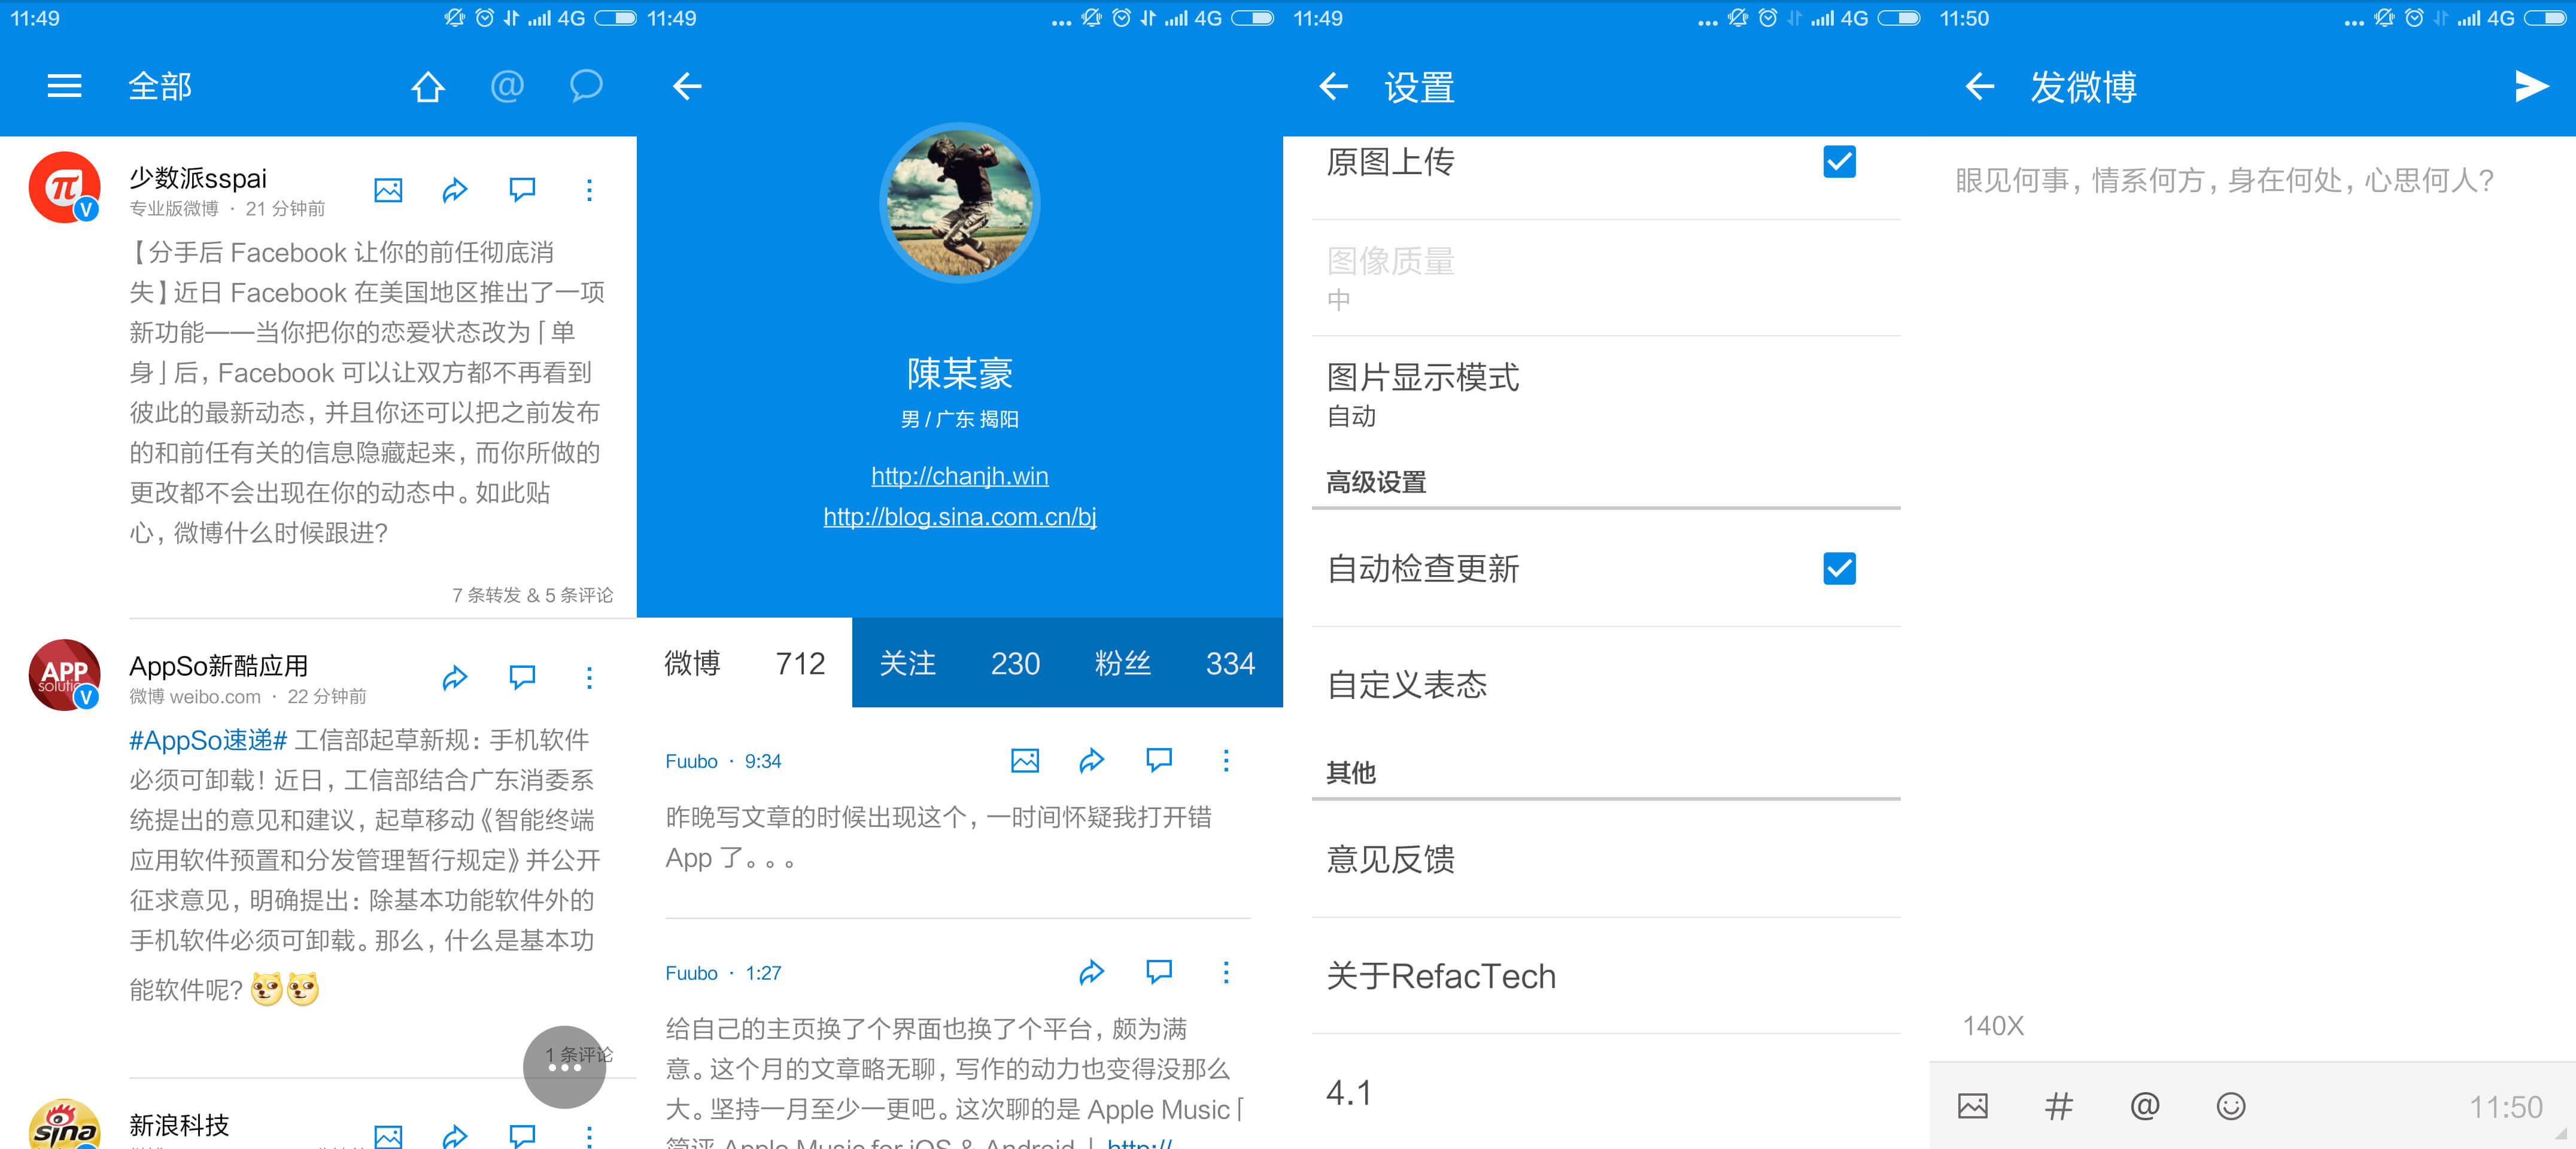 11:49
4G
全部
少数派sspai
专业版微博 · 21 分钟前
【分手后 Facebook 让你的前任彻底消
失】近日 Facebook 在美国地区推出了一项
新功能——当你把你的恋爱状态改为「单
身」后，Facebook 可以让双方都不再看到
彼此的最新动态，并且你还可以把之前发布
的和前任有关的信息隐藏起来，而你所做的
更改都不会出现在你的动态中。如此贴
心，微博什么时候跟进？
7 条转发 & 5 条评论
APP
V
AppSo新酷应用
微博 weibo.com · 22 分钟前
#AppSo速递# 工信部起草新规：手机软件
必须可卸载！近日，工信部结合广东消委系
统提出的意见和建议，起草移动《智能终端
应用软件预置和分发管理暂行规定》并公开
征求意见，明确提出：除基本功能软件外的
手机软件必须可卸载。那么，什么是基本功
能软件呢？
1 条评论
sina
新浪科技
11:49
4G
陳某豪
男 / 广东 揭阳
http://chanjh.win
http://blog.sina.com.cn/bj
微博 712 关注 230 粉丝 334
Fuubo · 9:34
昨晚写文章的时候出现这个，一时间怀疑我打开错
App 了。。。
Fuubo · 1:27
给自己的主页换了个界面也换了个平台，颇为满
意。这个月的文章略无聊，写作的动力也变得没那么
大。坚持一月至少一更吧。这次聊的是 Apple Music「
简评 Apple Music for iOS & Android 」http://
11:49
4G
设置
原图上传
图像质量
中
图片显示模式
自动
高级设置
自动检查更新
自定义表态
其他
意见反馈
关于RefacTech
4.1
11:50
4G
发微博
眼见何事，情系何方，身在何处，心思何人？
140X
11:50